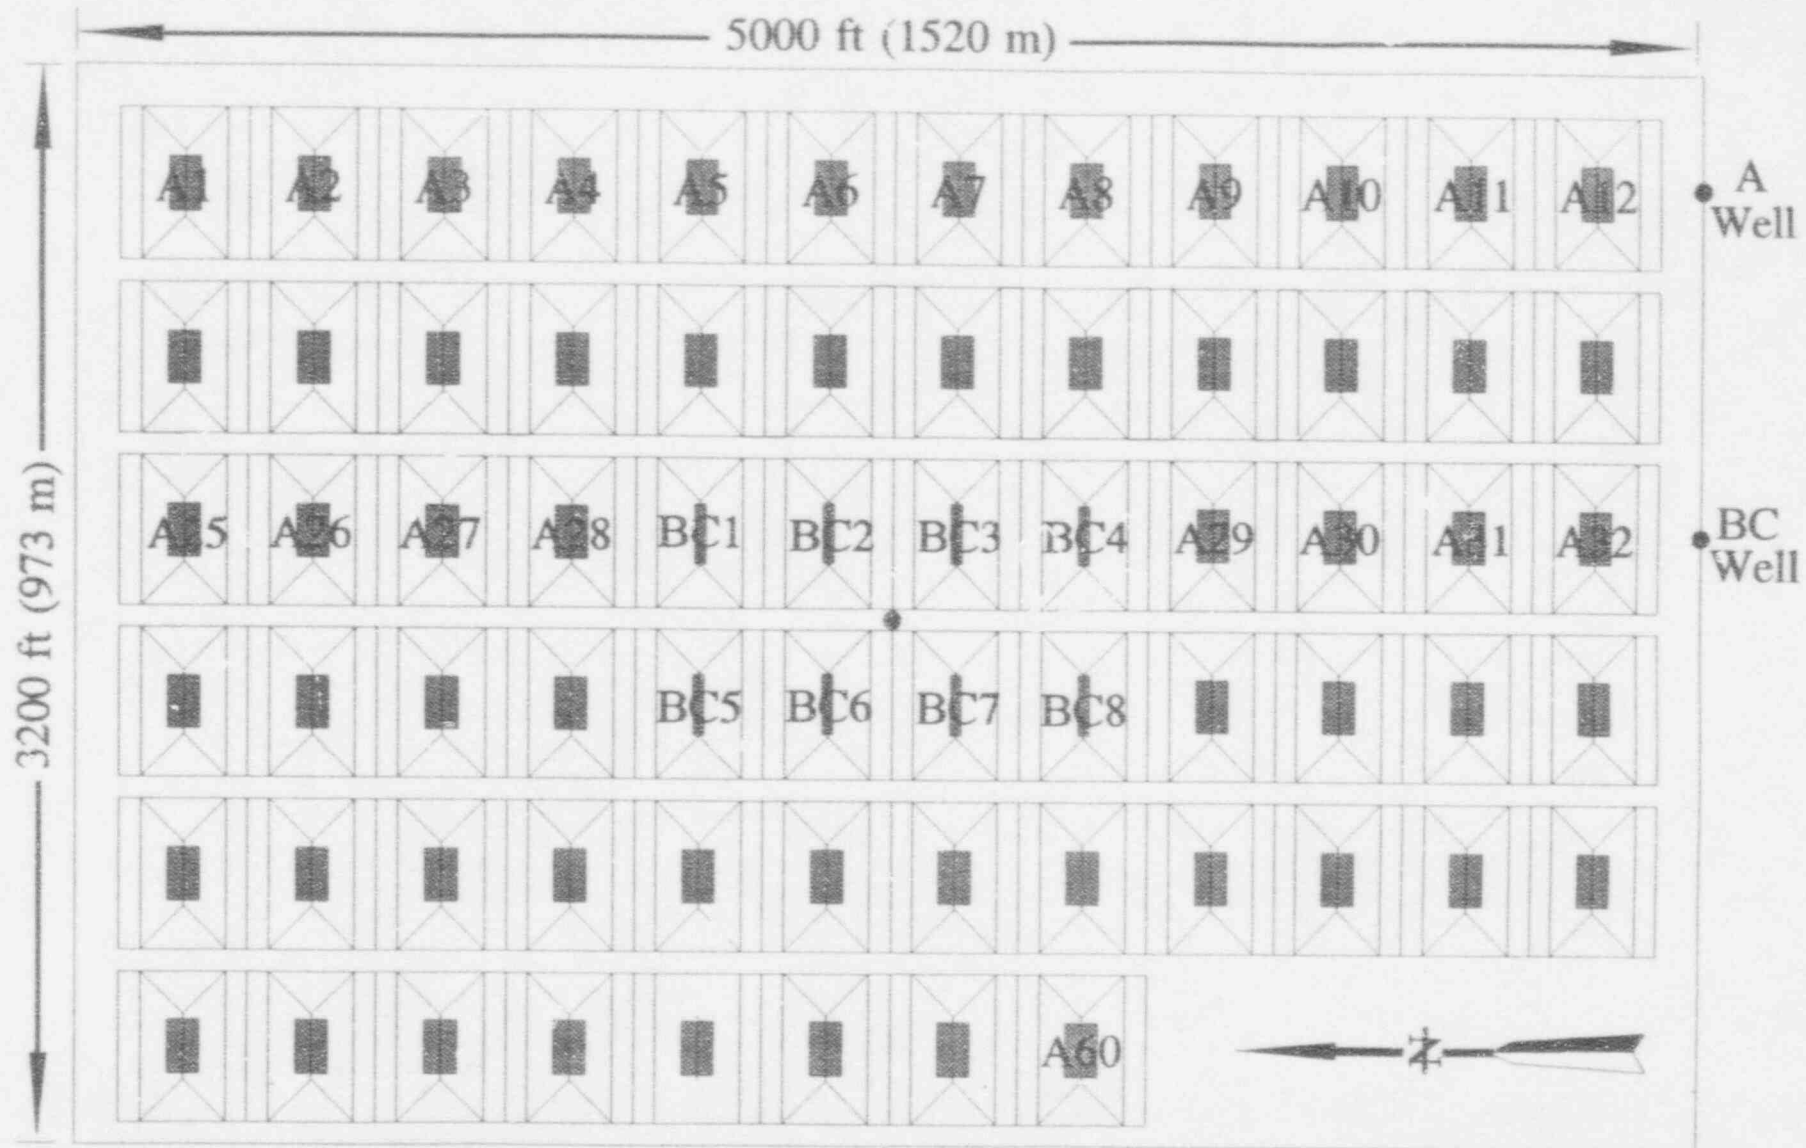 5000 ft (1520 m)
A1 A2 A3 A4 A5 A6 A7 A8 A9 A10 A11 A12
A
Well
3200 ft (973 m)
A25 A26 A27 A28 BC1 BC2 BC3 BC4 A29 A30 A31 A32
BC
Well
BC5 BC6 BC7 BC8
A60
N